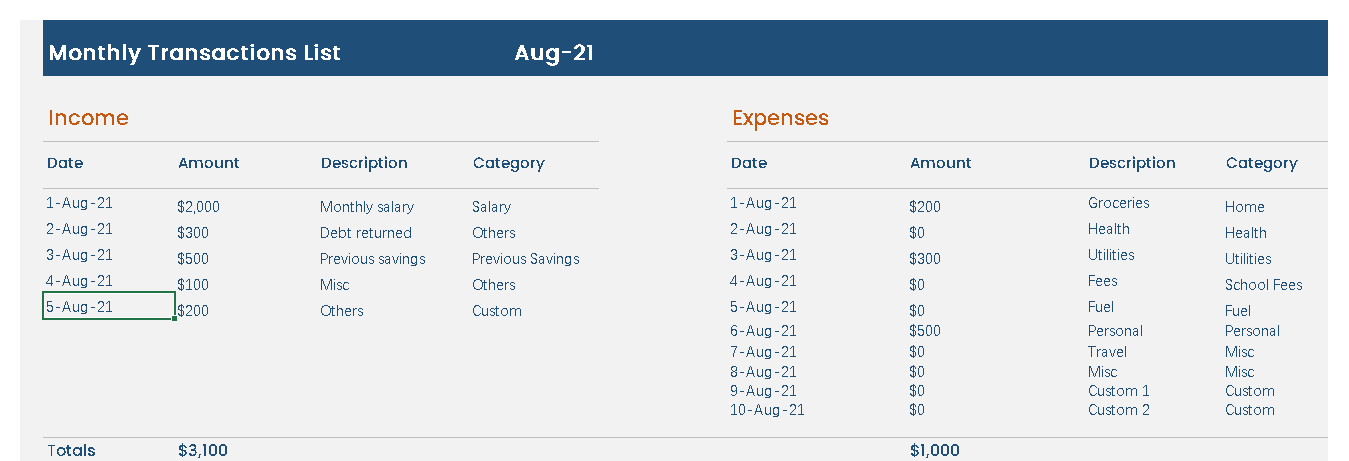 Monthly Transactions List Aug-21
Income Expenses
Date Amount Description Category Date Amount Description Category
1-Aug-21 $2,000 Monthly salary Salary 1-Aug-21 $200 Groceries Home
2-Aug-21 $300 Debt returned Others 2-Aug-21 $0 Health Health
3-Aug-21 $500 Previous savings Previous Savings 3-Aug-21 $300 Utilities Utilities
4-Aug-21 $100 Misc Others 4-Aug-21 $0 Fees School Fees
5-Aug-21 $200 Others Custom 5-Aug-21 $0 Fuel Fuel
6-Aug-21 $500 Personal Personal
7-Aug-21 $0 Travel Misc
8-Aug-21 $0 Misc Misc
9-Aug-21 $0 Custom 1 Custom
10-Aug-21 $0 Custom 2 Custom
Totals $3,100 $1,000